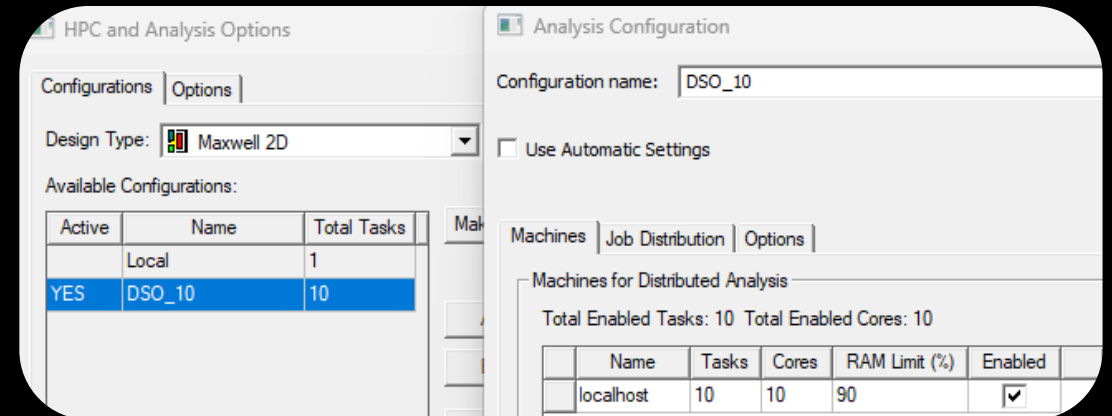 HPC and Analysis Options
Configurations Options
Design Type: Maxwell 2D
Available Configurations:
Active Name Total Tasks
Local 1
YES DSO_10 10
Analysis Configuration
Configuration name: DSO_10
Use Automatic Settings
Machines Job Distribution Options
Machines for Distributed Analysis
Total Enabled Tasks: 10 Total Enabled Cores: 10
Name Tasks Cores RAM Limit (%) Enabled
localhost 10 10 90